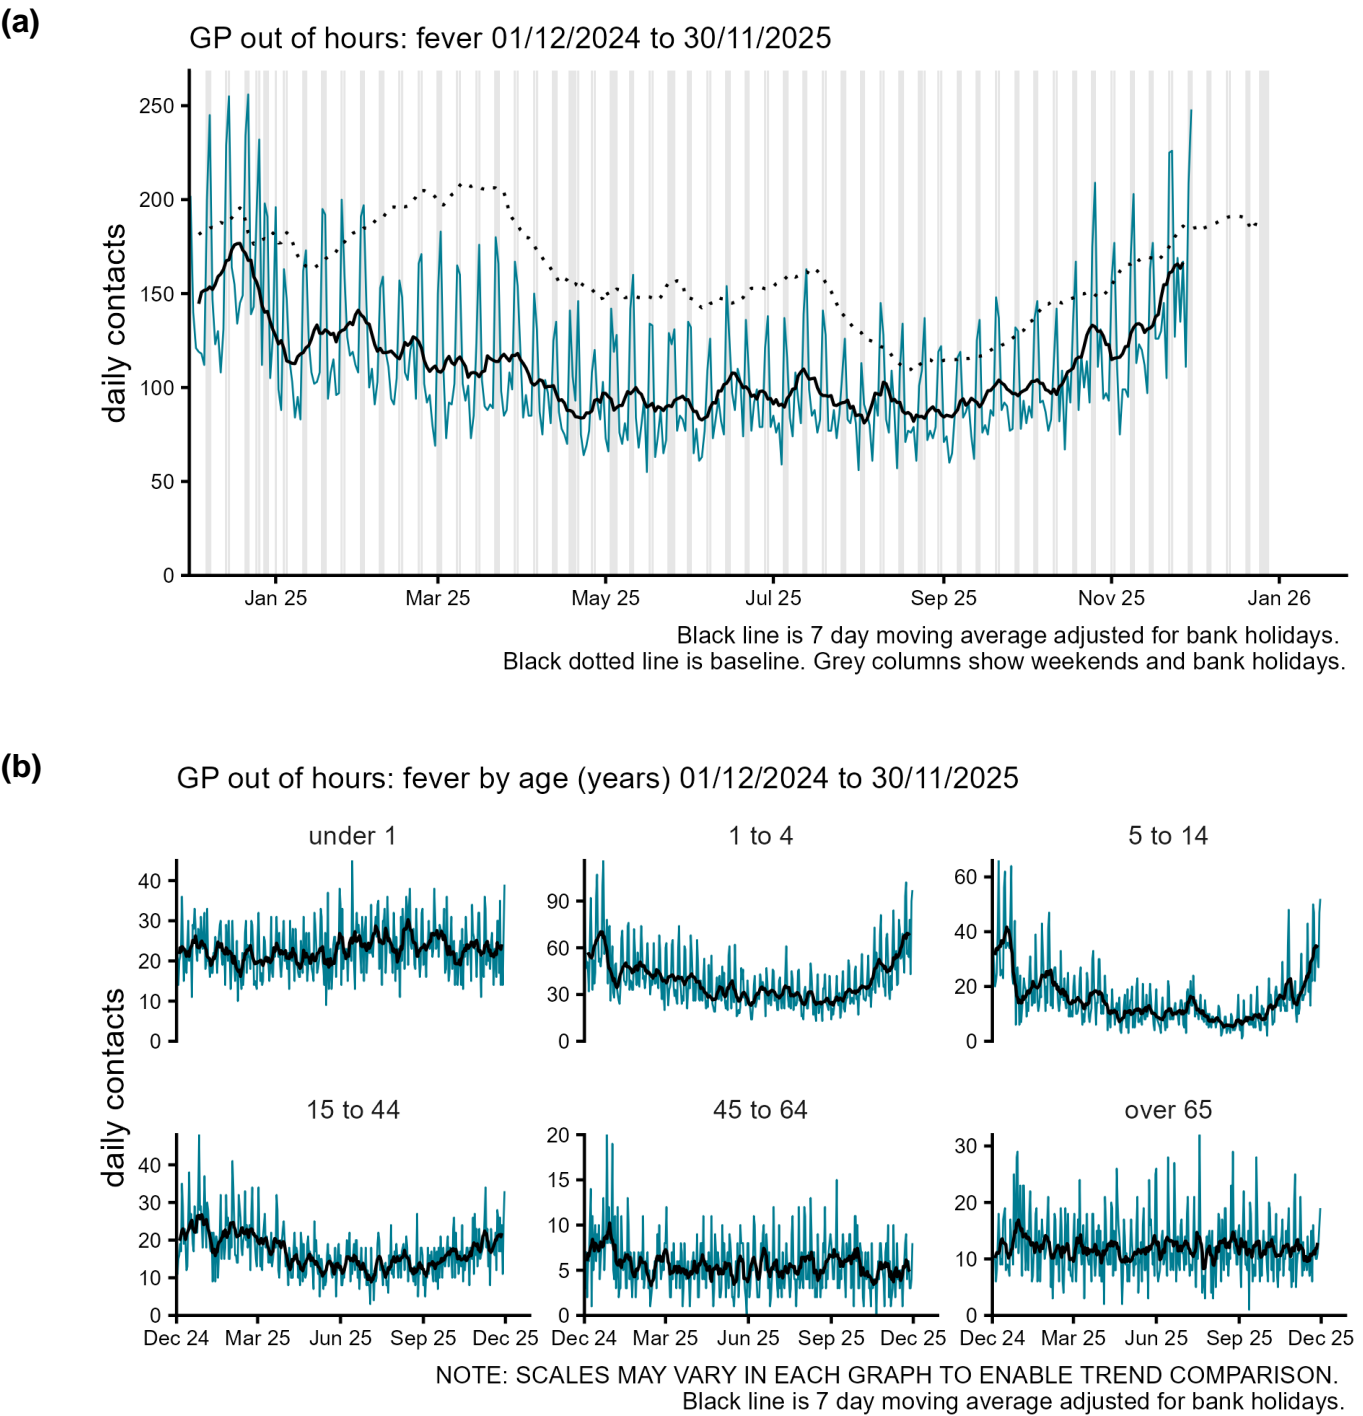 (a)
GP out of hours: fever 01/12/2024 to 30/11/2025
daily contacts
250
200
150
100
50
0
Jan 25 Mar 25 May 25 Jul 25 Sep 25 Nov 25 Jan 26
Black line is 7 day moving average adjusted for bank holidays.
Black dotted line is baseline. Grey columns show weekends and bank holidays.
(b)
GP out of hours: fever by age (years) 01/12/2024 to 30/11/2025
daily contacts
under 1
40
30
20
10
0
1 to 4
90
60
30
0
5 to 14
60
40
20
0
15 to 44
40
30
20
10
0
Dec 24 Mar 25 Jun 25 Sep 25 Dec 25
45 to 64
20
15
10
5
0
Dec 24 Mar 25 Jun 25 Sep 25 Dec 25
over 65
30
20
10
0
Dec 24 Mar 25 Jun 25 Sep 25 Dec 25
NOTE: SCALES MAY VARY IN EACH GRAPH TO ENABLE TREND COMPARISON.
Black line is 7 day moving average adjusted for bank holidays.